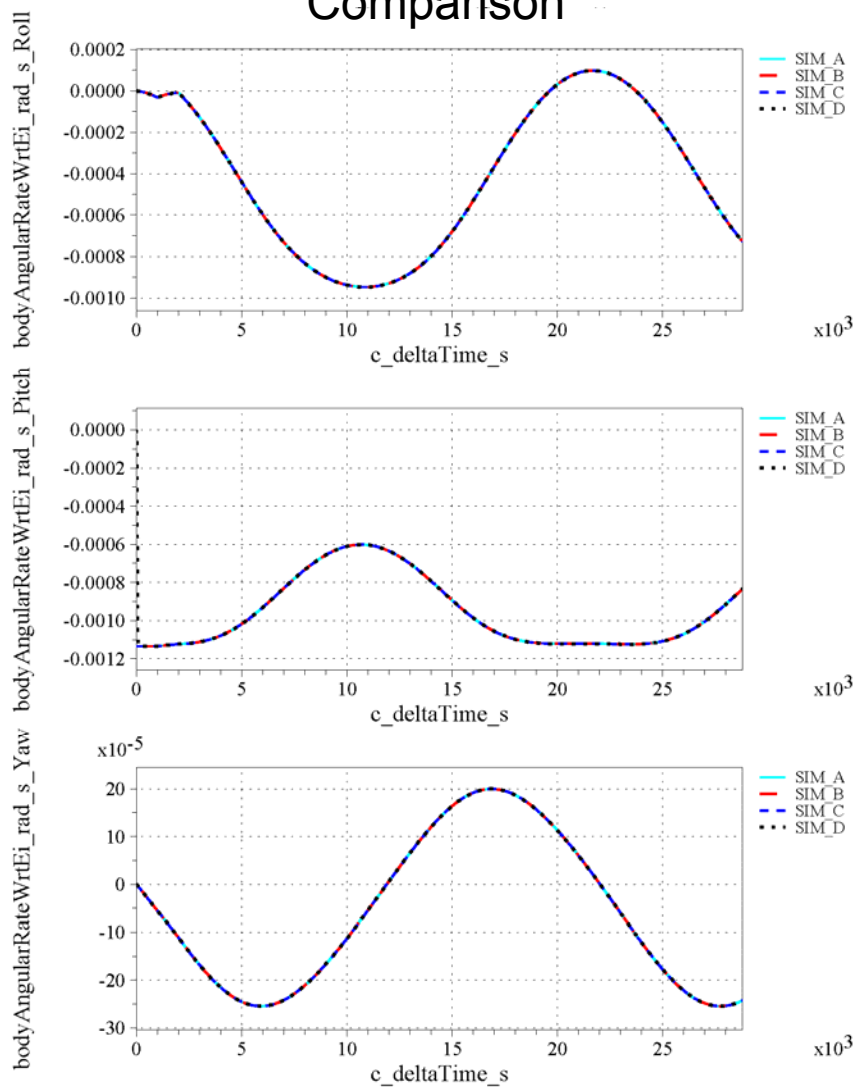 Comparison
bodyAngularRateWrtEi_rad_s_Roll
0.0002
0.0000
-0.0002
-0.0004
-0.0006
-0.0008
-0.0010
0 5 10 15 20 25 x10^3
c_deltaTime_s
SIM_A
SIM_B
SIM_C
SIM_D
bodyAngularRateWrtEi_rad_s_Pitch
0.0000
-0.0002
-0.0004
-0.0006
-0.0008
-0.0010
-0.0012
0 5 10 15 20 25 x10^3
c_deltaTime_s
SIM_A
SIM_B
SIM_C
SIM_D
bodyAngularRateWrtEi_rad_s_Yaw
x10^-5
20
10
0
-10
-20
-30
0 5 10 15 20 25 x10^3
c_deltaTime_s
SIM_A
SIM_B
SIM_C
SIM_D